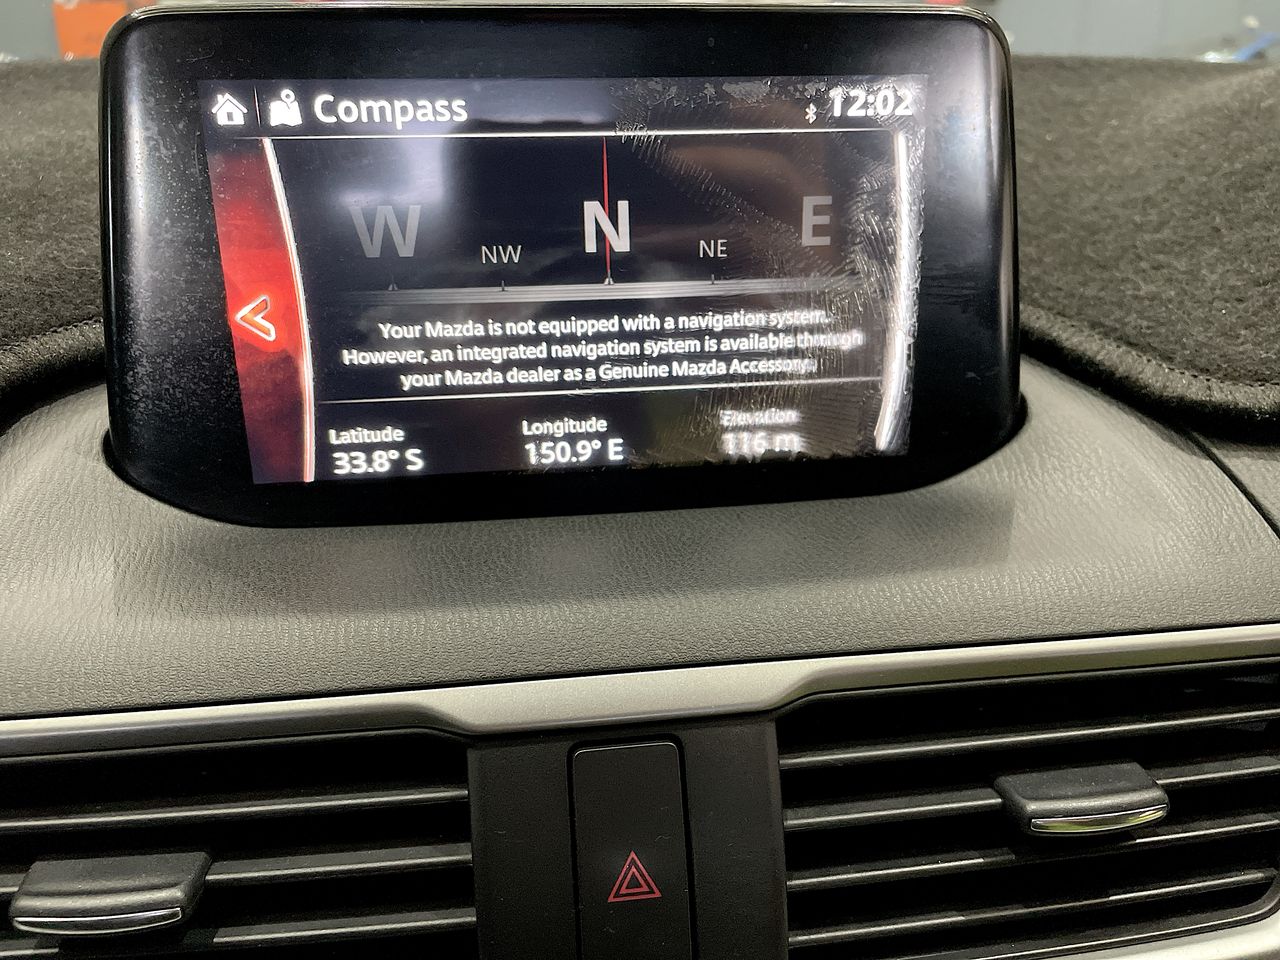 Compass
12:02
W NW N NE E
Your Mazda is not equipped with a navigation system.
However, an integrated navigation system is available through
your Mazda dealer as a Genuine Mazda Accessory.
Latitude Longitude Elevation
33.8° S 150.9° E 116 m